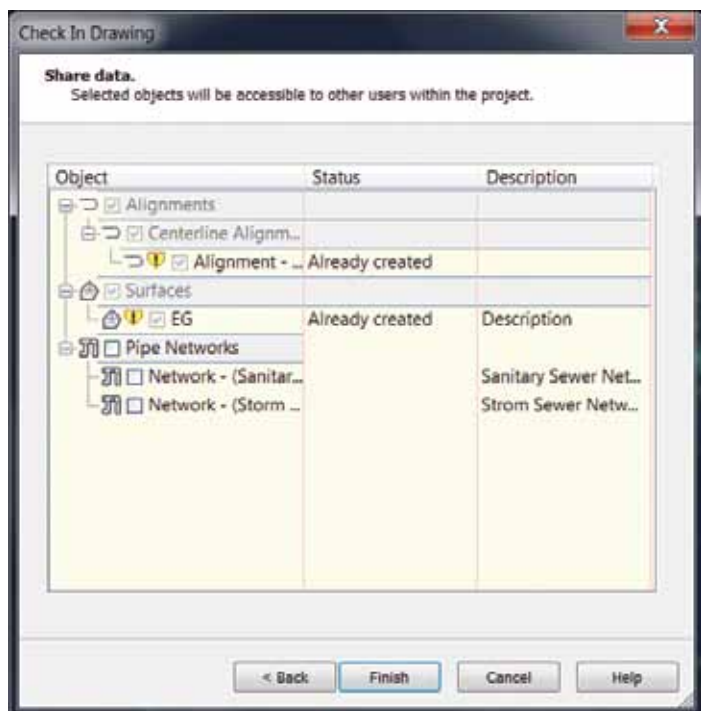 Check In Drawing
Share data.
Selected objects will be accessible to other users within the project.
Object Status Description
Alignments
Centerline Alignm...
Alignment - ... Already created
Surfaces
EG Already created Description
Pipe Networks
Network - (Sanitar... Sanitary Sewer Net...
Network - (Storm ... Strom Sewer Netw...
< Back Finish Cancel Help